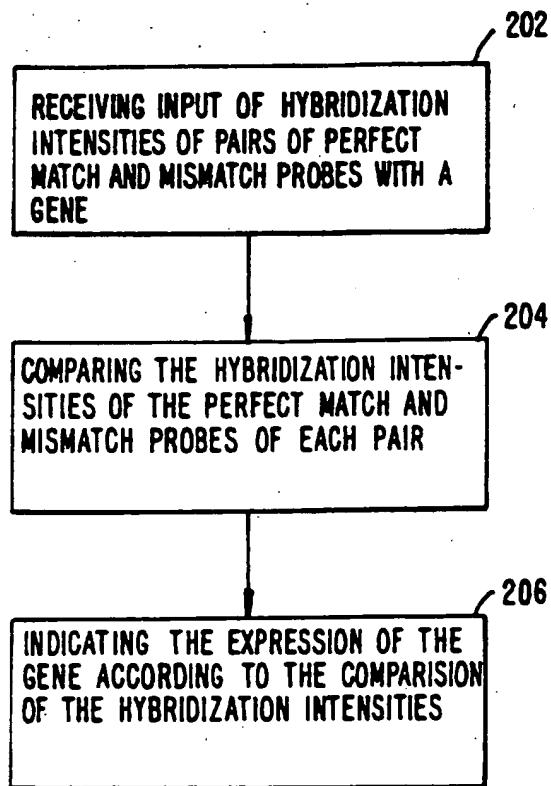 202
RECEIVING INPUT OF HYBRIDIZATION
INTENSITIES OF PAIRS OF PERFECT
MATCH AND MISMATCH PROBES WITH A
GENE
204
COMPARING THE HYBRIDIZATION INTEN-
SITIES OF THE PERFECT MATCH AND
MISMATCH PROBES OF EACH PAIR
206
INDICATING THE EXPRESSION OF THE
GENE ACCORDING TO THE COMPARISION
OF THE HYBRIDIZATION INTENSITIES